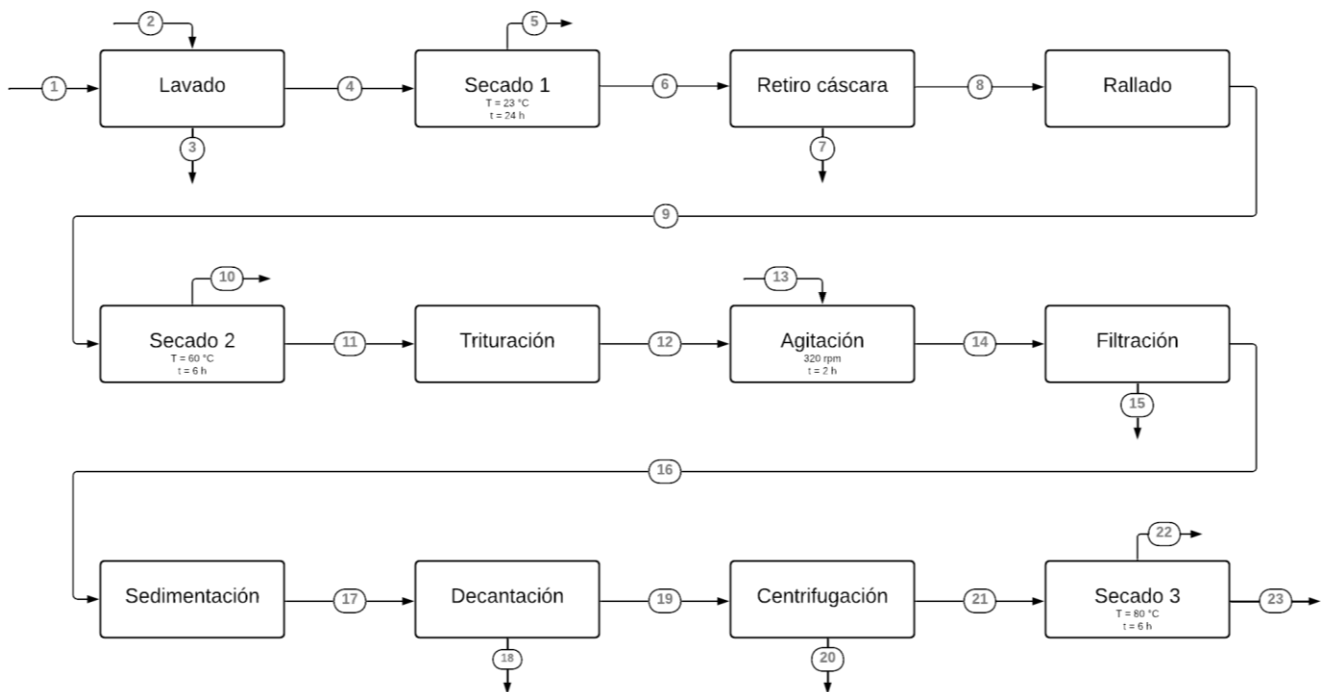 2
5
1
Lavado
4
Secado 1
T = 23 °C
t = 24 h
6
Retiro cáscara
8
Rallado
3
7
9
10
13
Secado 2
T = 60 °C
t = 6 h
11
Trituración
12
Agitación
320 rpm
t = 2 h
14
Filtración
15
16
22
Sedimentación
17
Decantación
19
Centrifugación
21
Secado 3
T = 80 °C
t = 6 h
23
18
20